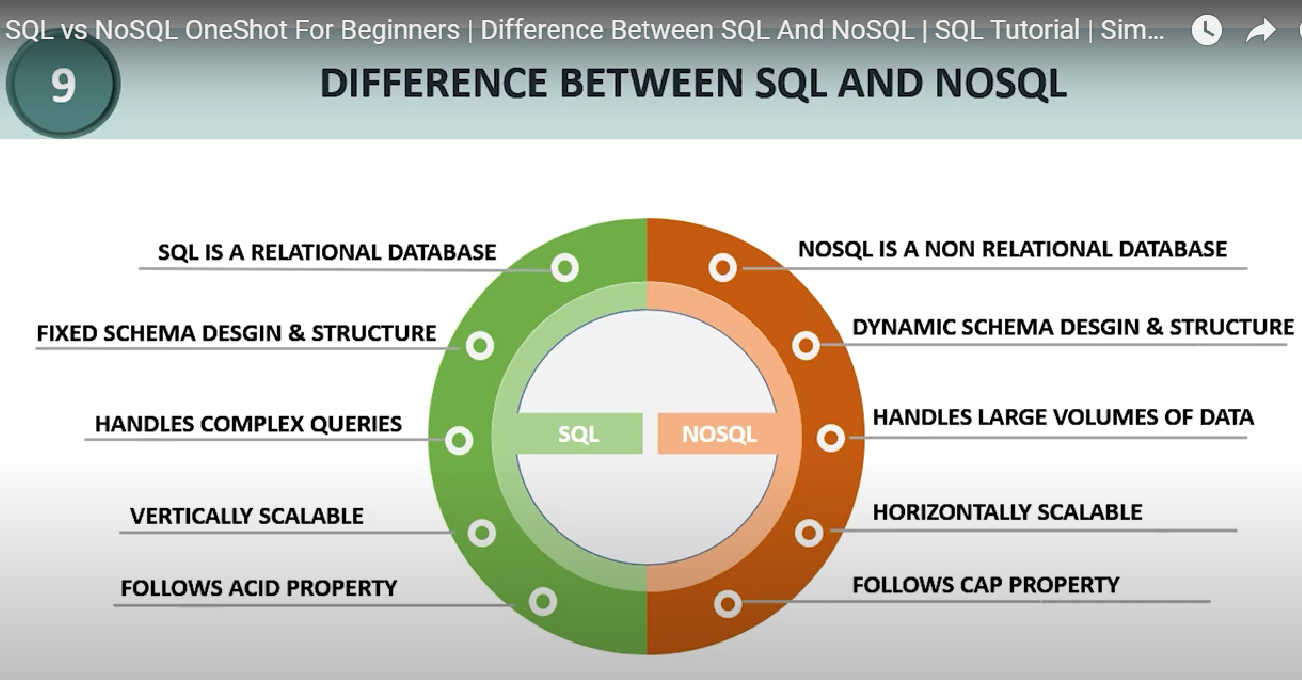 SQL vs NoSQL OneShot For Beginners | Difference Between SQL And NoSQL | SQL Tutorial | Sim...
9
DIFFERENCE BETWEEN SQL AND NOSQL
SQL IS A RELATIONAL DATABASE
NOSQL IS A NON RELATIONAL DATABASE
FIXED SCHEMA DESGIN & STRUCTURE
DYNAMIC SCHEMA DESGIN & STRUCTURE
HANDLES COMPLEX QUERIES
HANDLES LARGE VOLUMES OF DATA
SQL
NOSQL
VERTICALLY SCALABLE
HORIZONTALLY SCALABLE
FOLLOWS ACID PROPERTY
FOLLOWS CAP PROPERTY